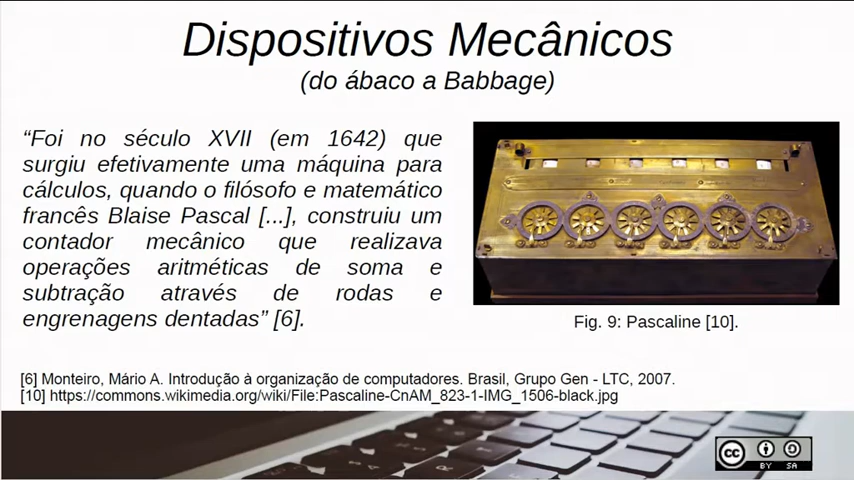 Dispositivos Mecânicos
(do ábaco a Babbage)
“Foi no século XVII (em 1642) que
surgiu efetivamente uma máquina para
cálculos, quando o filósofo e matemático
francês Blaise Pascal [...], construiu um
contador mecânico que realizava
operações aritméticas de soma e
subtração através de rodas e
engrenagens dentadas” [6].
Fig. 9: Pascaline [10].
[6] Monteiro, Mário A. Introdução à organização de computadores. Brasil, Grupo Gen - LTC, 2007.
[10] https://commons.wikimedia.org/wiki/File:Pascaline-CnAM_823-1-IMG_1506-black.jpg
cc
BY SA